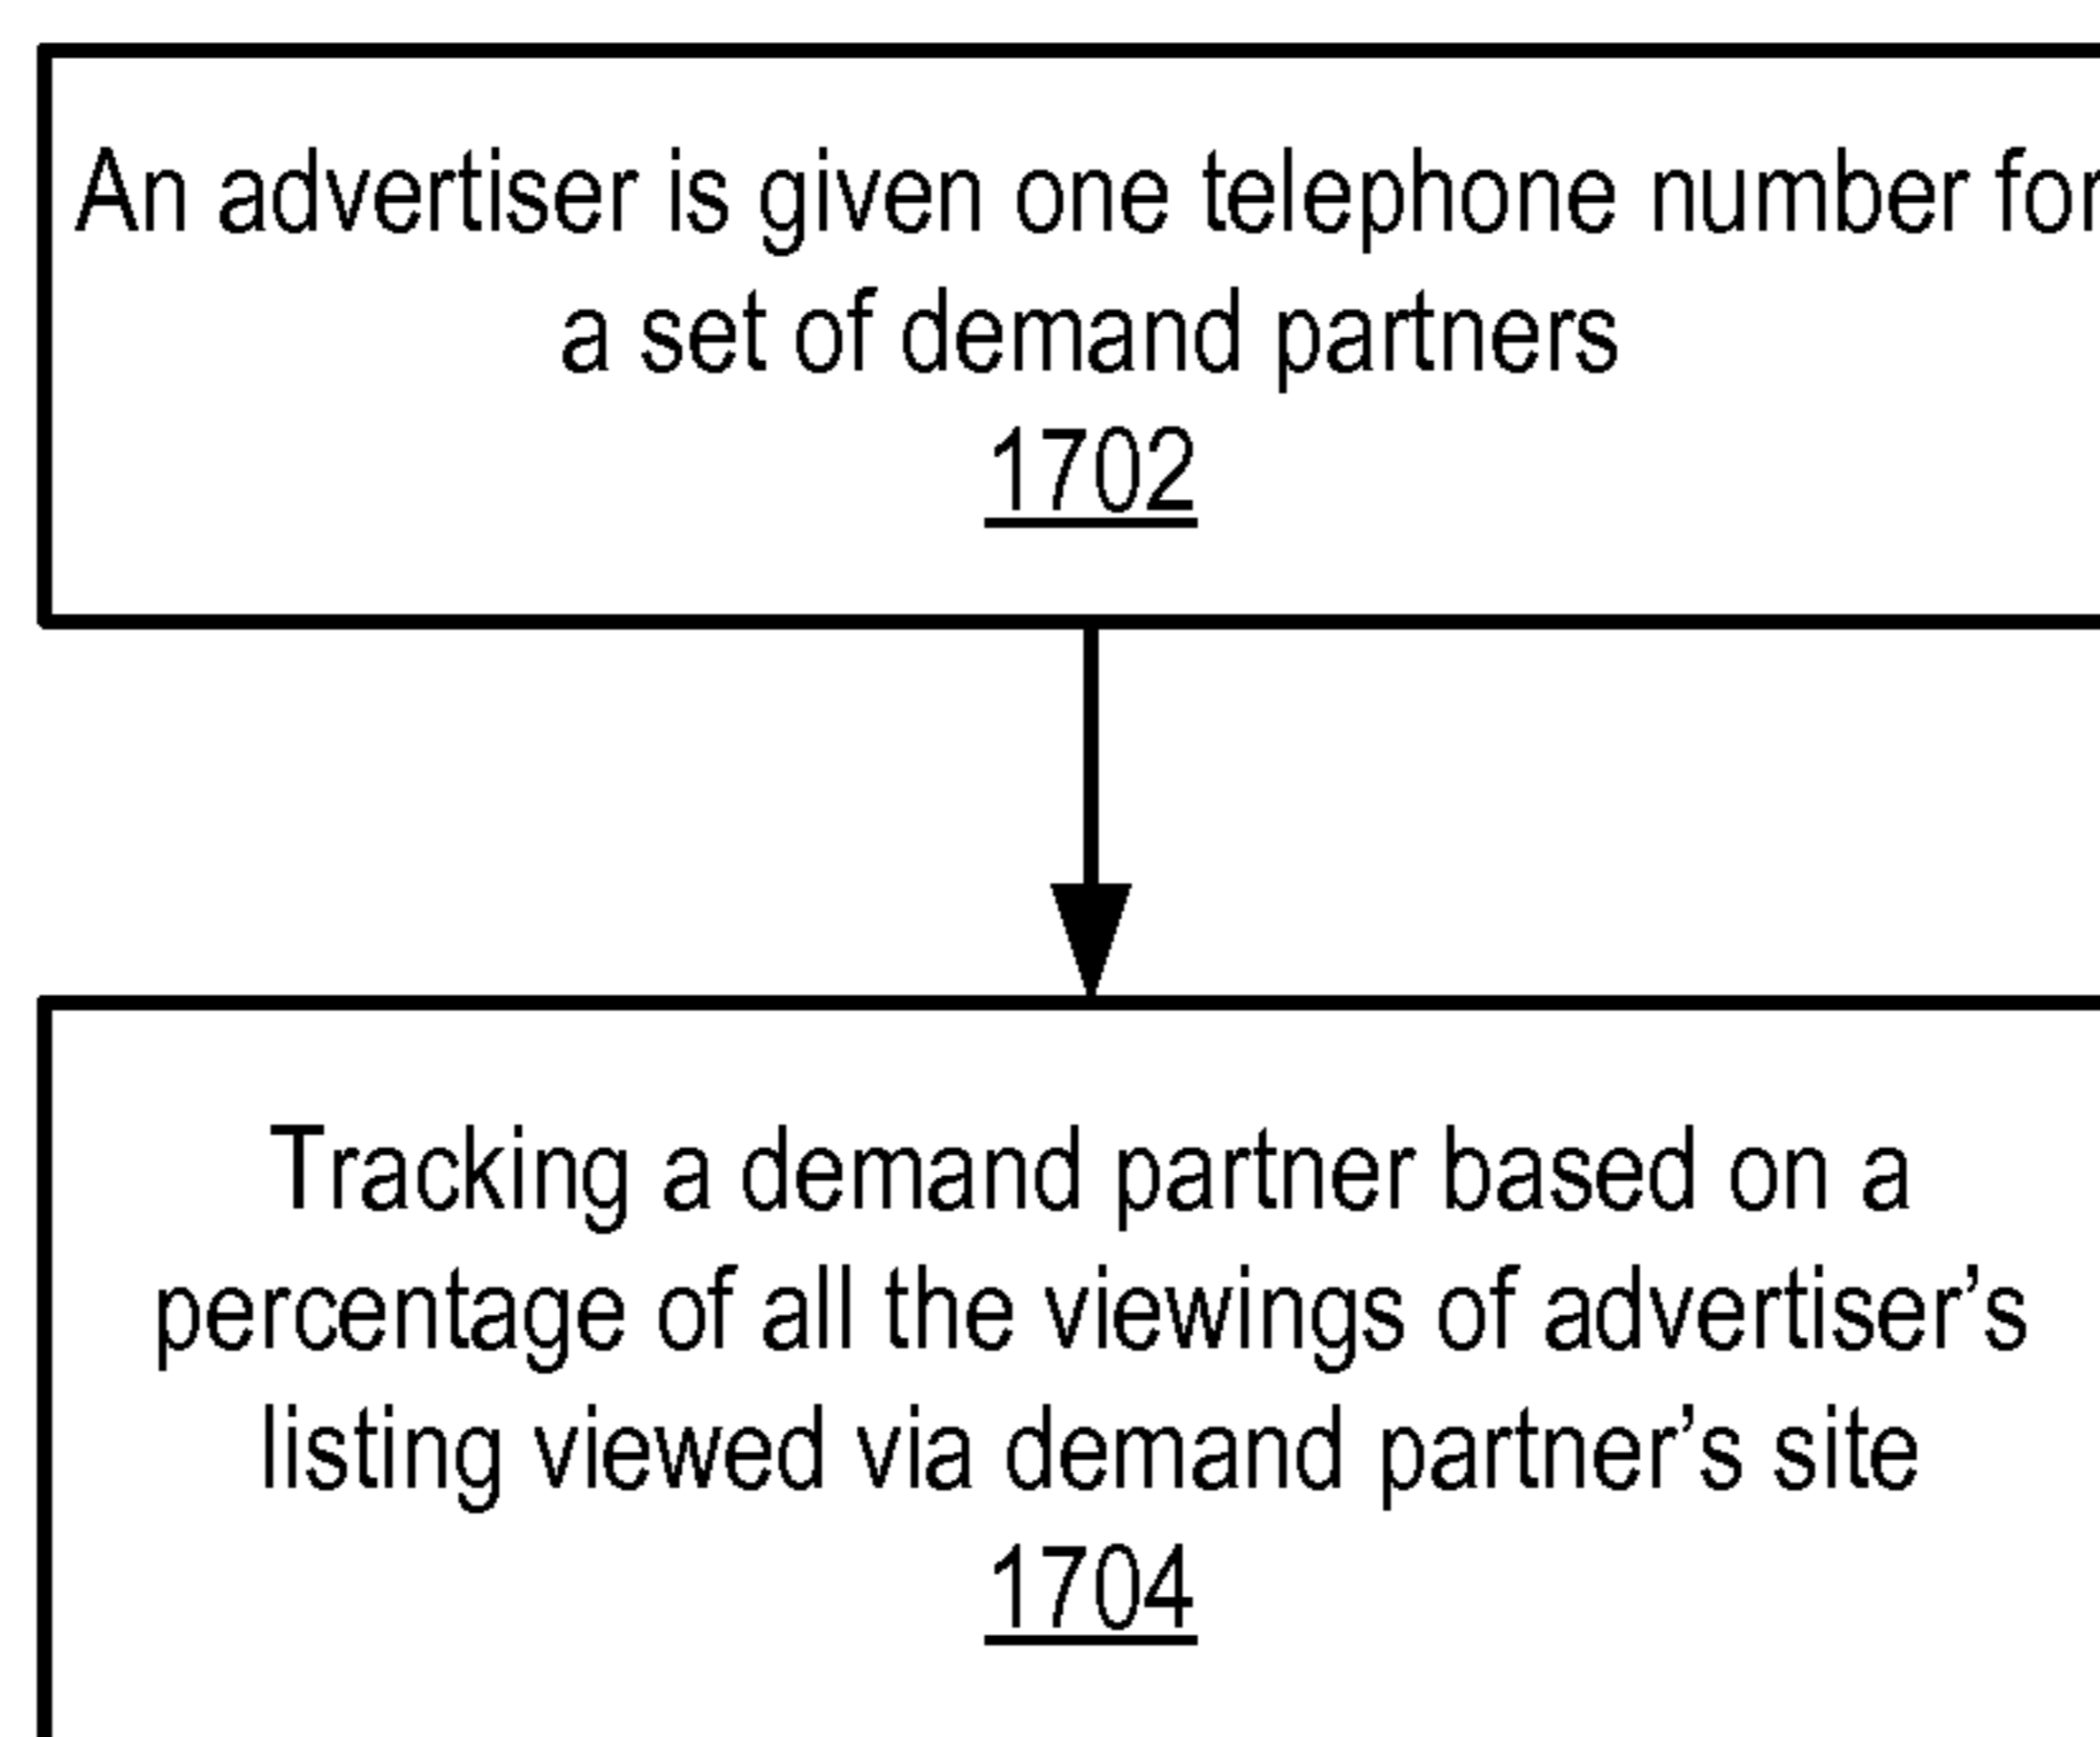 An advertiser is given one telephone number for
a set of demand partners
1702
Tracking a demand partner based on a
percentage of all the viewings of advertiser’s
listing viewed via demand partner’s site
1704